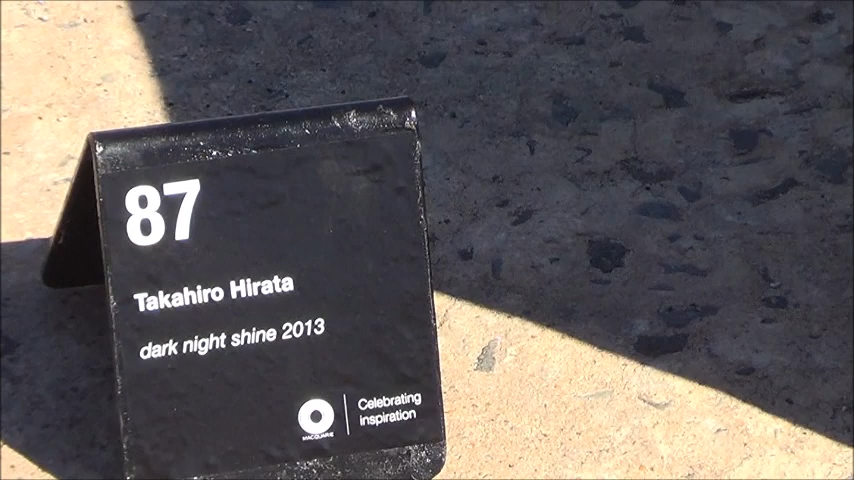 87
Takahiro Hirata
dark night shine 2013
MACQUARIE
Celebrating
inspiration